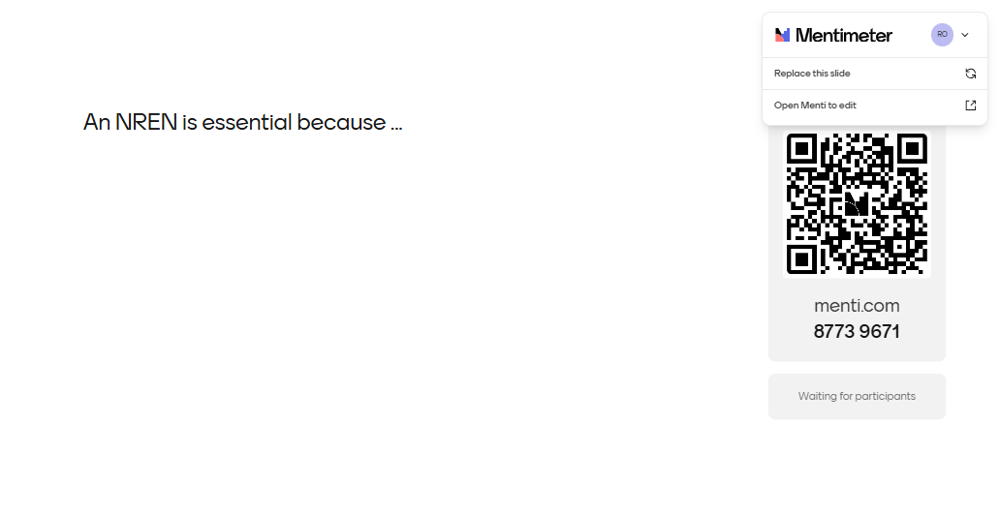 An NREN is essential because ...
Mentimeter
RO
Replace this slide
Open Menti to edit
menti.com
8773 9671
Waiting for participants